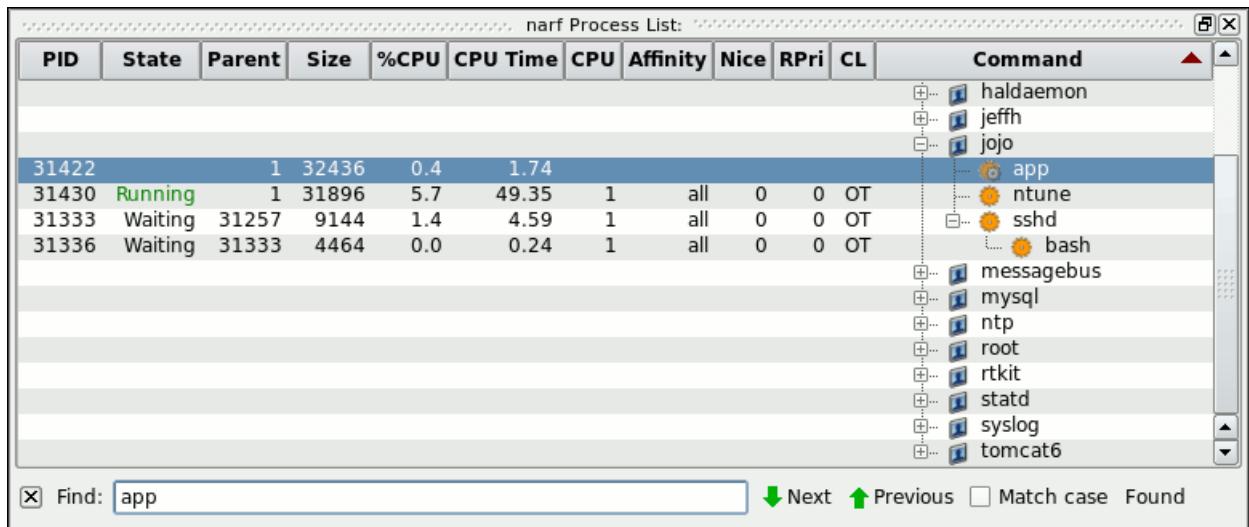 narf Process List:
PID State Parent Size %CPU CPU Time CPU Affinity Nice RPri CL Command
haldaemon
jeffh
jojo
31422 1 32436 0.4 1.74 app
31430 Running 1 31896 5.7 49.35 1 all 0 0 OT ntune
31333 Waiting 31257 9144 1.4 4.59 1 all 0 0 OT sshd
31336 Waiting 31333 4464 0.0 0.24 1 all 0 0 OT bash
messagebus
mysql
ntp
root
rtkit
statd
syslog
tomcat6
Find: app Next Previous Match case Found